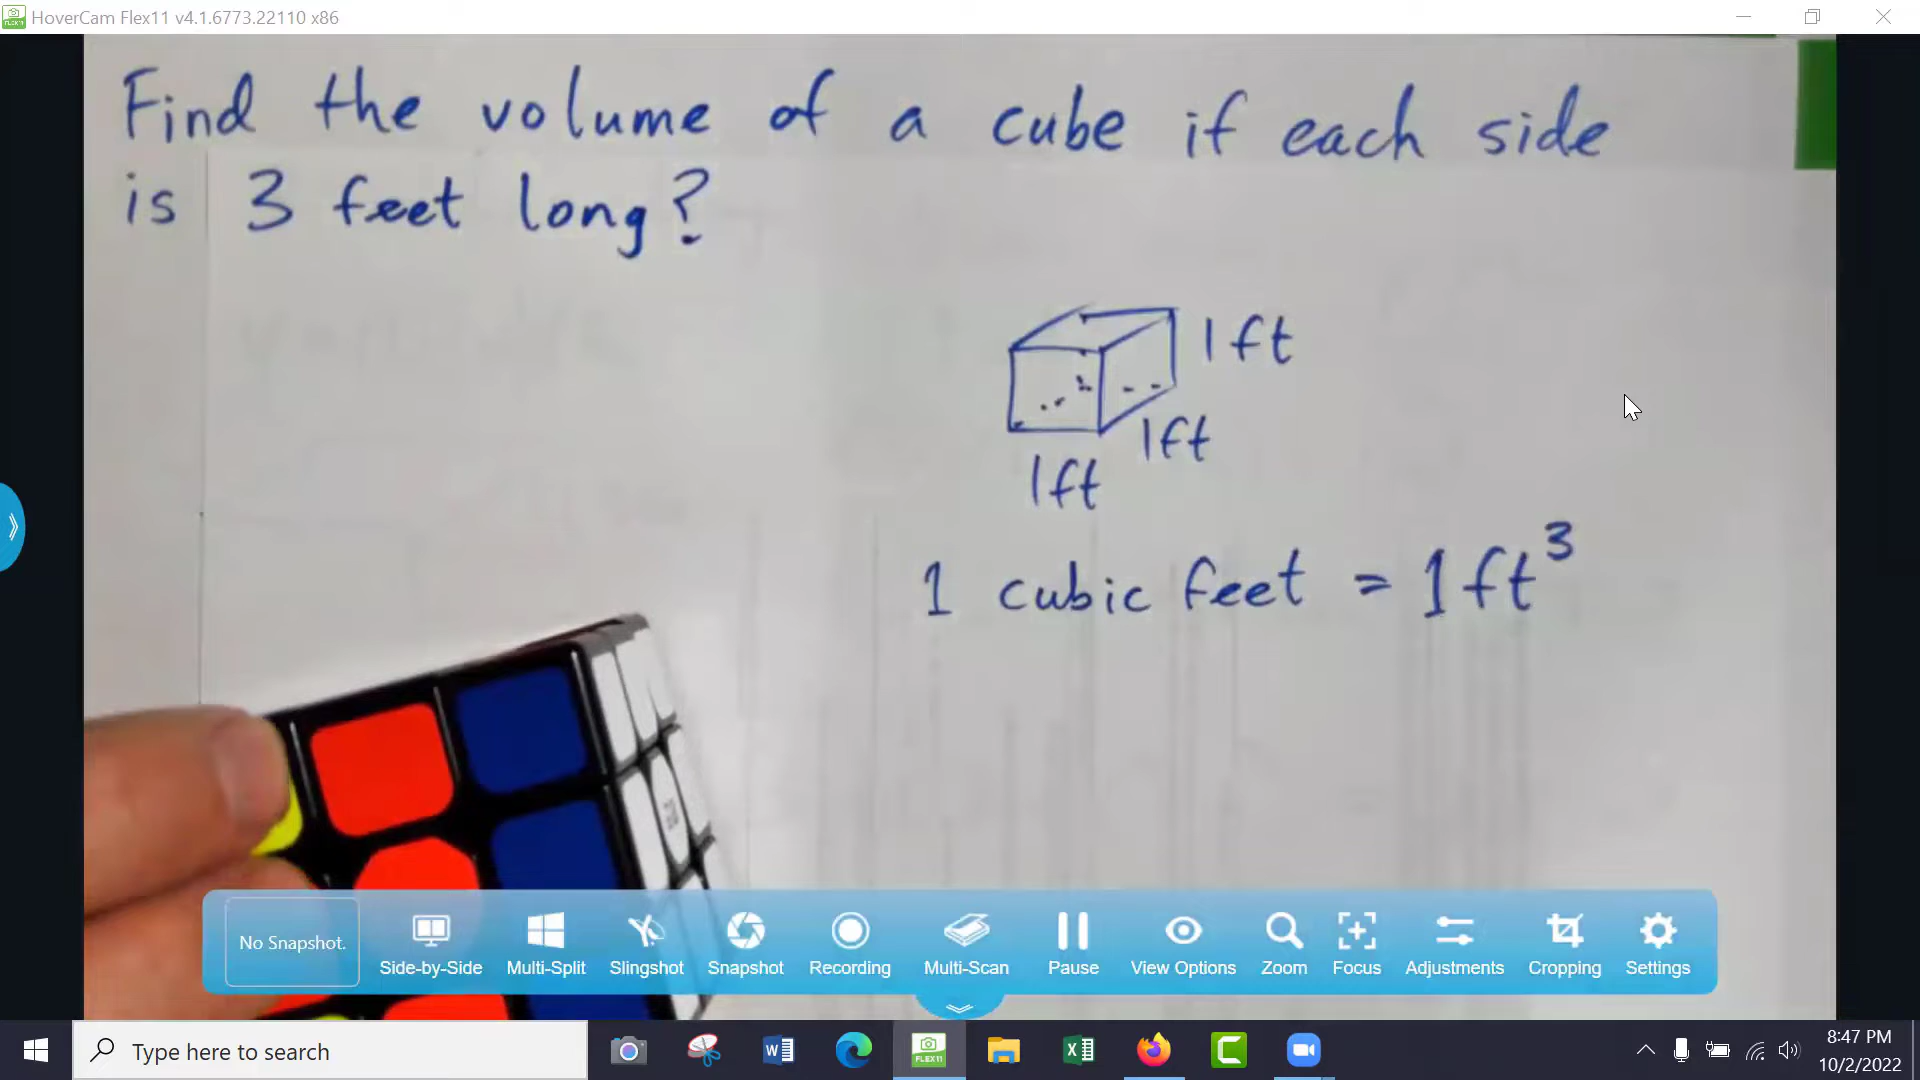 HoverCam Flex11 v4.1.6773.22110 x86
Find the volume of a cube if each side
is 3 feet long?
1ft
1ft
1ft
1 cubic feet = 1ft³
No Snapshot.
Side-by-Side
Multi-Split
Slingshot
Snapshot
Recording
Multi-Scan
Pause
View Options
Zoom
Focus
Adjustments
Cropping
Settings
Type here to search
FLEX11
8:47 PM
10/2/2022